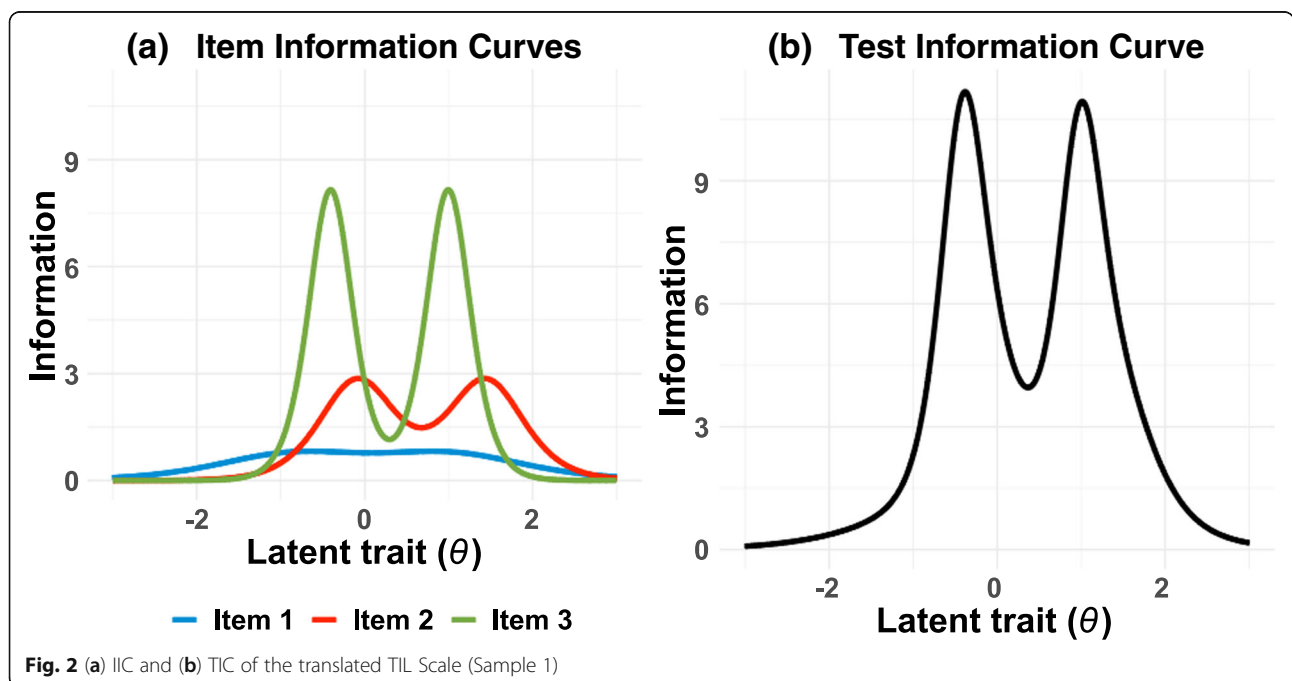 (a) Item Information Curves
Information
9
6
3
0
-2 0 2
Latent trait (θ)
Item 1 Item 2 Item 3
(b) Test Information Curve
Information
9
6
3
0
-2 0 2
Latent trait (θ)
Fig. 2 (a) IIC and (b) TIC of the translated TIL Scale (Sample 1)